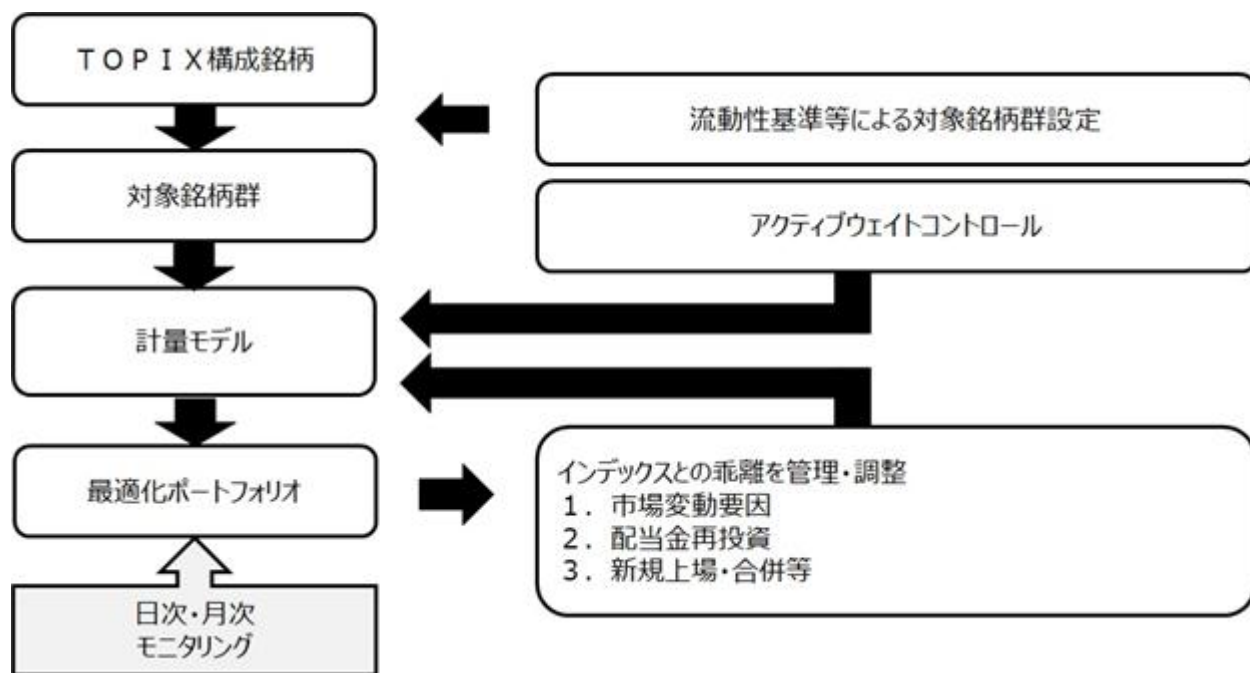 ＴＯＰＩＸ構成銘柄
流動性基準等による対象銘柄群設定
対象銘柄群
アクティブウェイトコントロール
計量モデル
最適化ポートフォリオ
インデックスとの乖離を管理・調整
１．市場変動要因
２．配当金再投資
３．新規上場・合併等
日次・月次
モニタリング